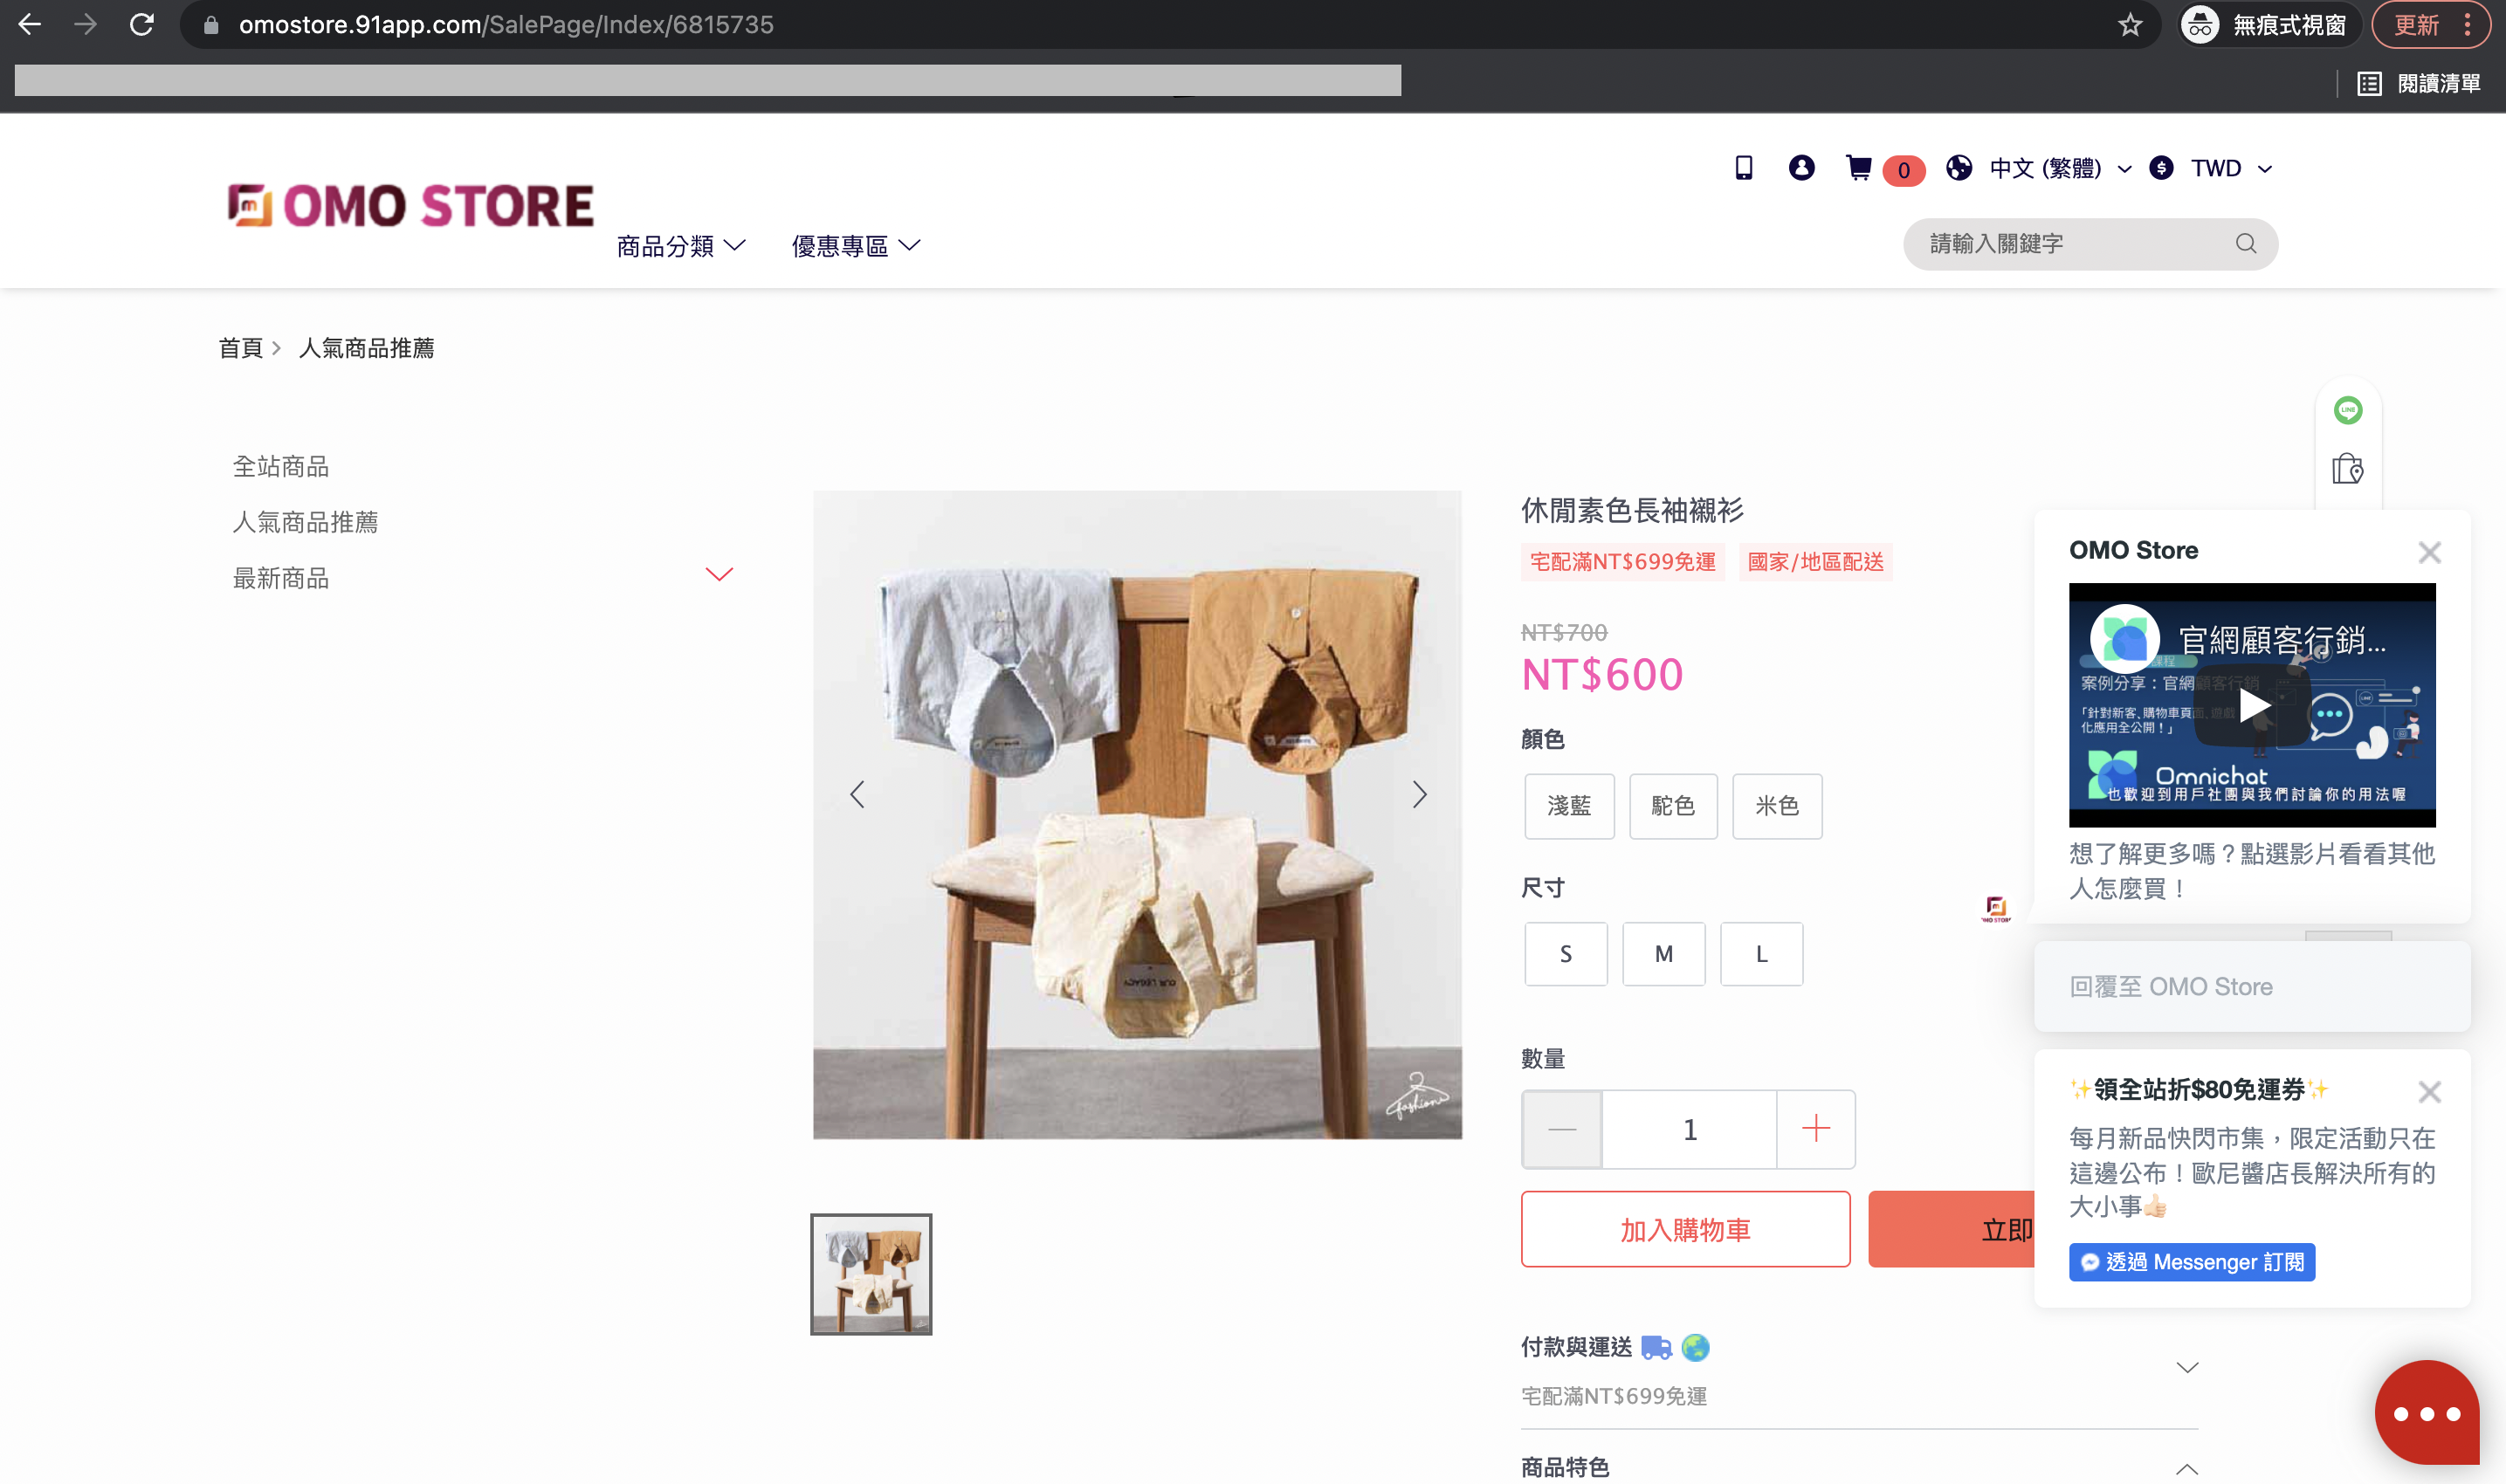 omostore.91app.com/SalePage/Index/6815735
無痕式視窗
更新
閱讀清單
OMO STORE
商品分類
優惠專區
0
中文 (繁體)
TWD
請輸入關鍵字
首頁
人氣商品推薦
全站商品
人氣商品推薦
最新商品
fashion
休閒素色長袖襯衫
宅配滿NT$699免運
國家/地區配送
NT$700
NT$600
顏色
淺藍
駝色
米色
尺寸
S
M
L
數量
1
加入購物車
立即
付款與運送
宅配滿NT$699免運
商品特色
LINE
OMO Store
官網顧客行銷...
課程
案例分享：官網顧客行銷
「針對新客、購物車頁面、遊戲
化應用全公開！」
Omnichat
也歡迎到用戶社團與我們討論你的用法喔
想了解更多嗎？點選影片看看其他
人怎麼買！
回覆至 OMO Store
✨領全站折$80免運券✨
每月新品快閃市集，限定活動只在
這邊公布！歐尼醬店長解決所有的
大小事👍🏻
透過 Messenger 訂閱